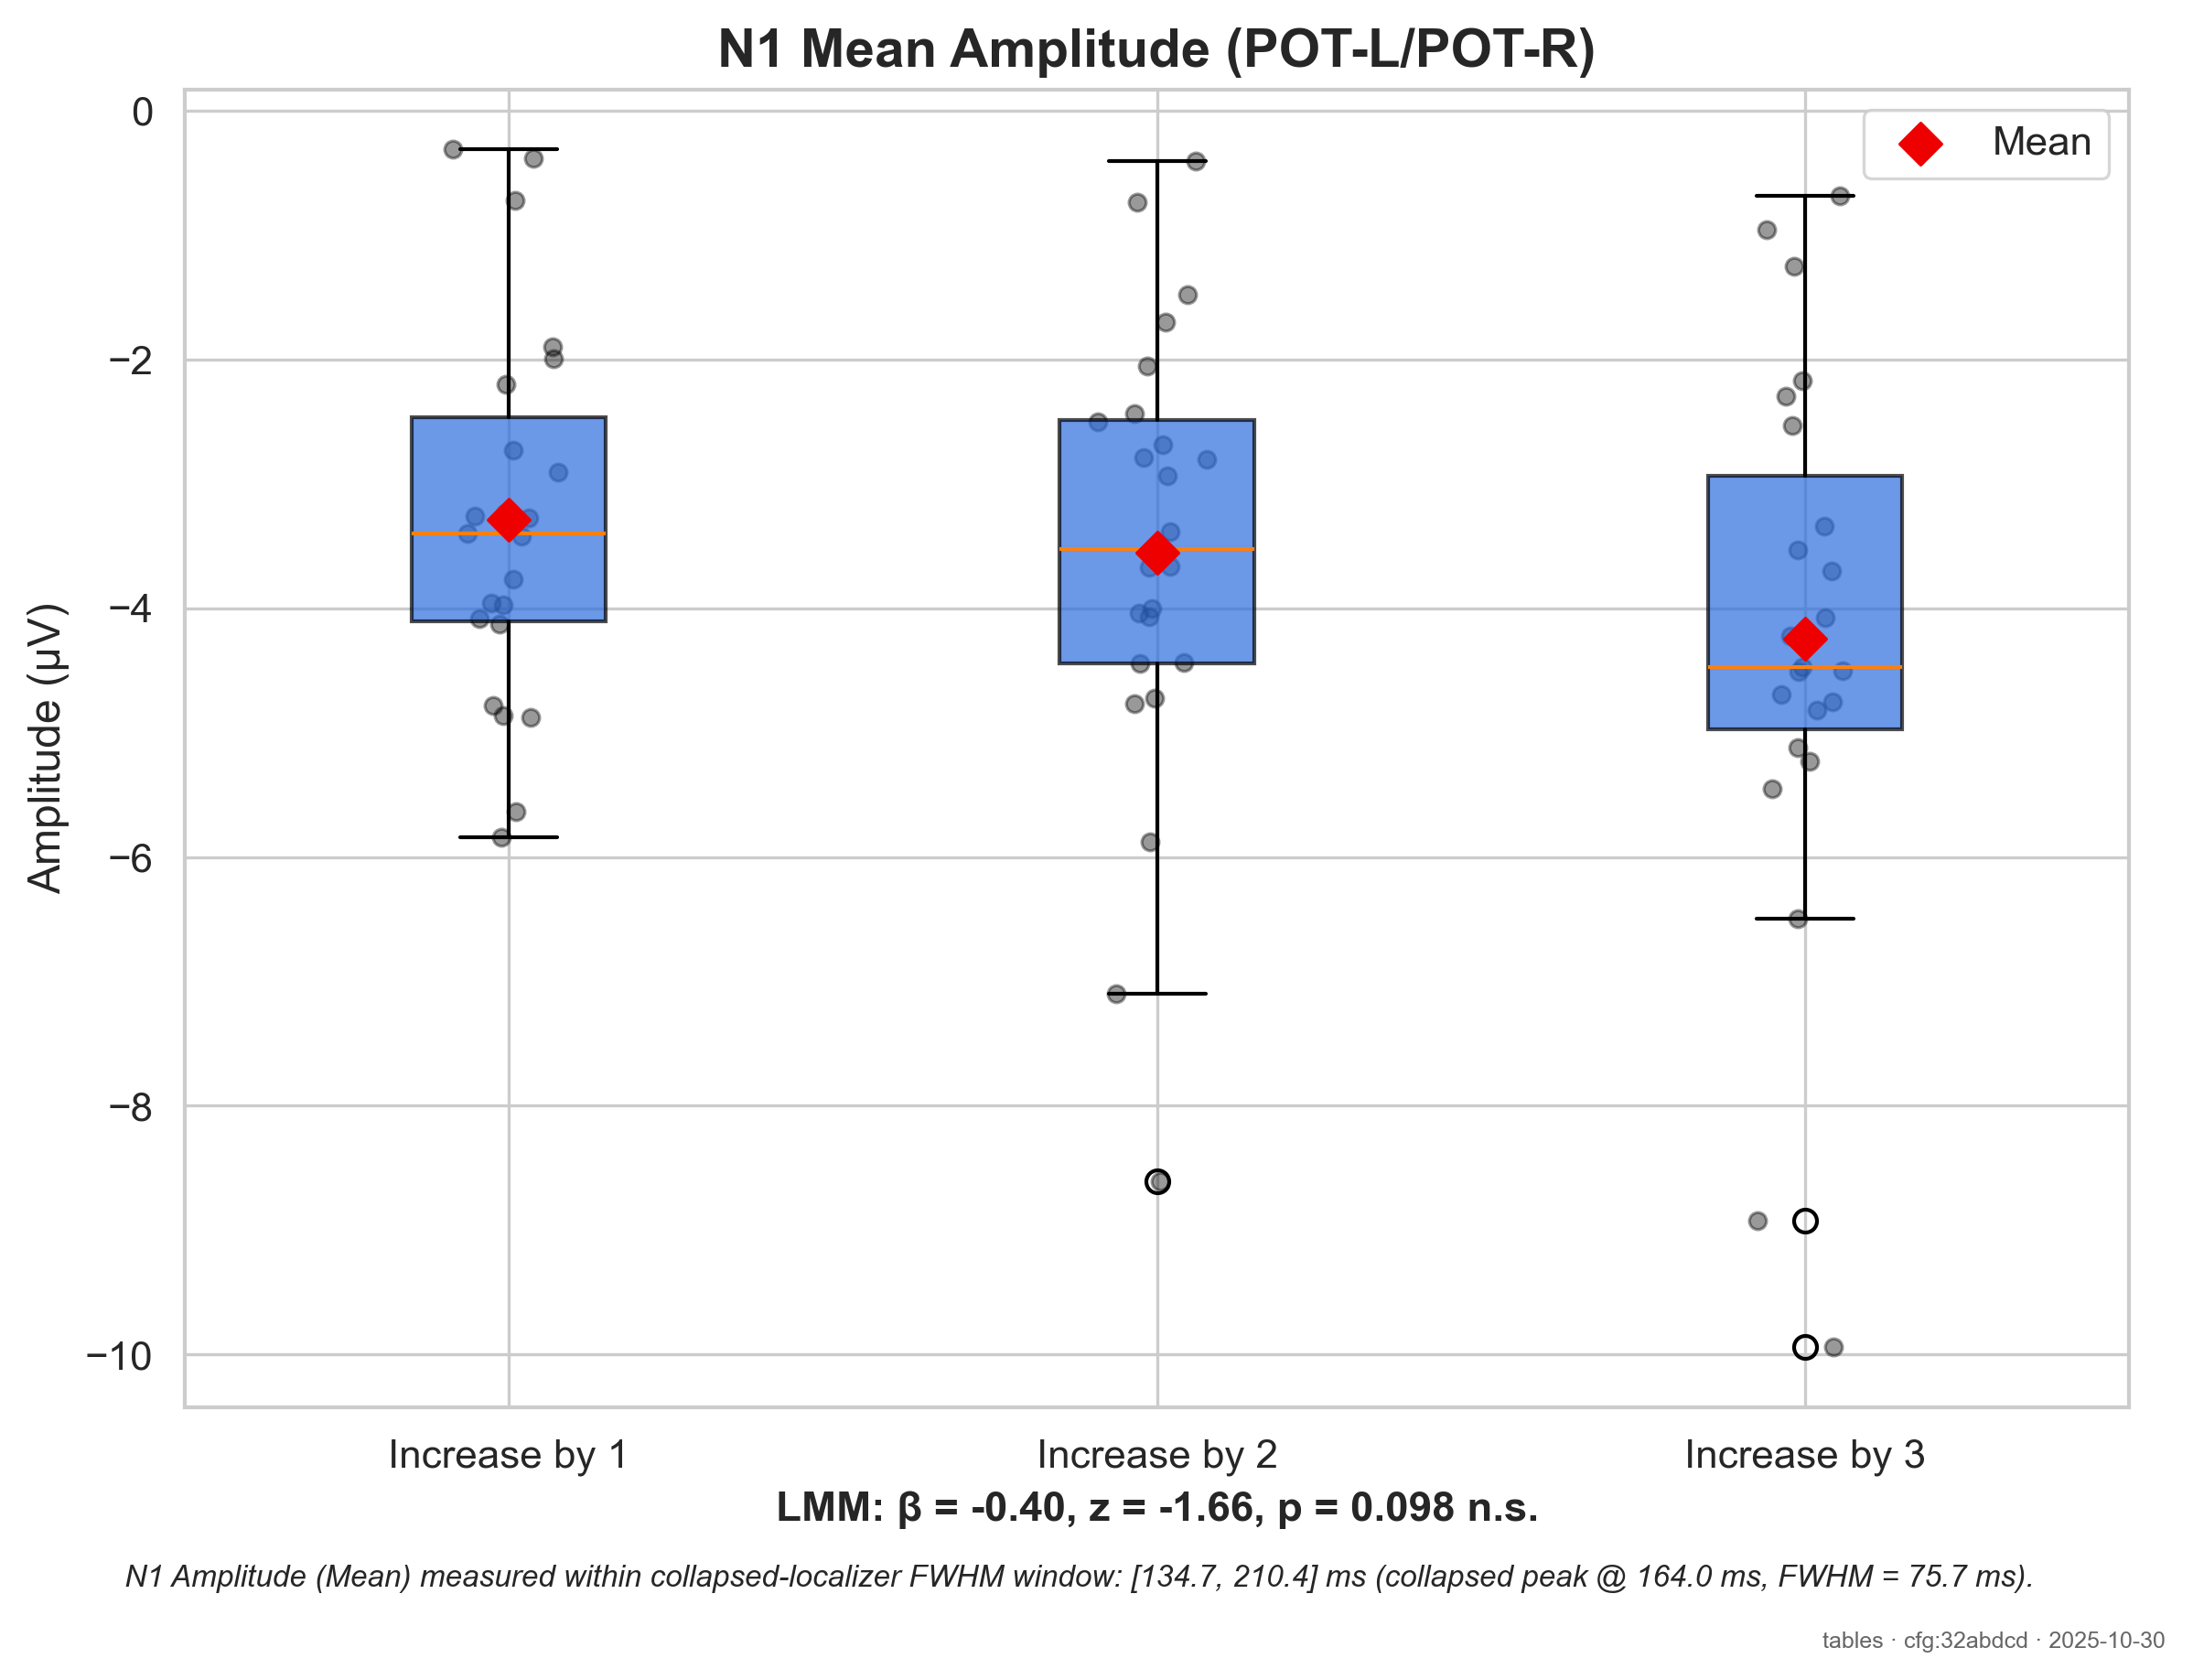 N1 Mean Amplitude (POT-L/POT-R)
0
Mean
−2
−4
Amplitude (µV)
−6
−8
−10
Increase by 1 Increase by 2 Increase by 3
LMM: β = -0.40, z = -1.66, p = 0.098 n.s.
N1 Amplitude (Mean) measured within collapsed-localizer FWHM window: [134.7, 210.4] ms (collapsed peak @ 164.0 ms, FWHM = 75.7 ms).
tables · cfg:32abdcd · 2025-10-30